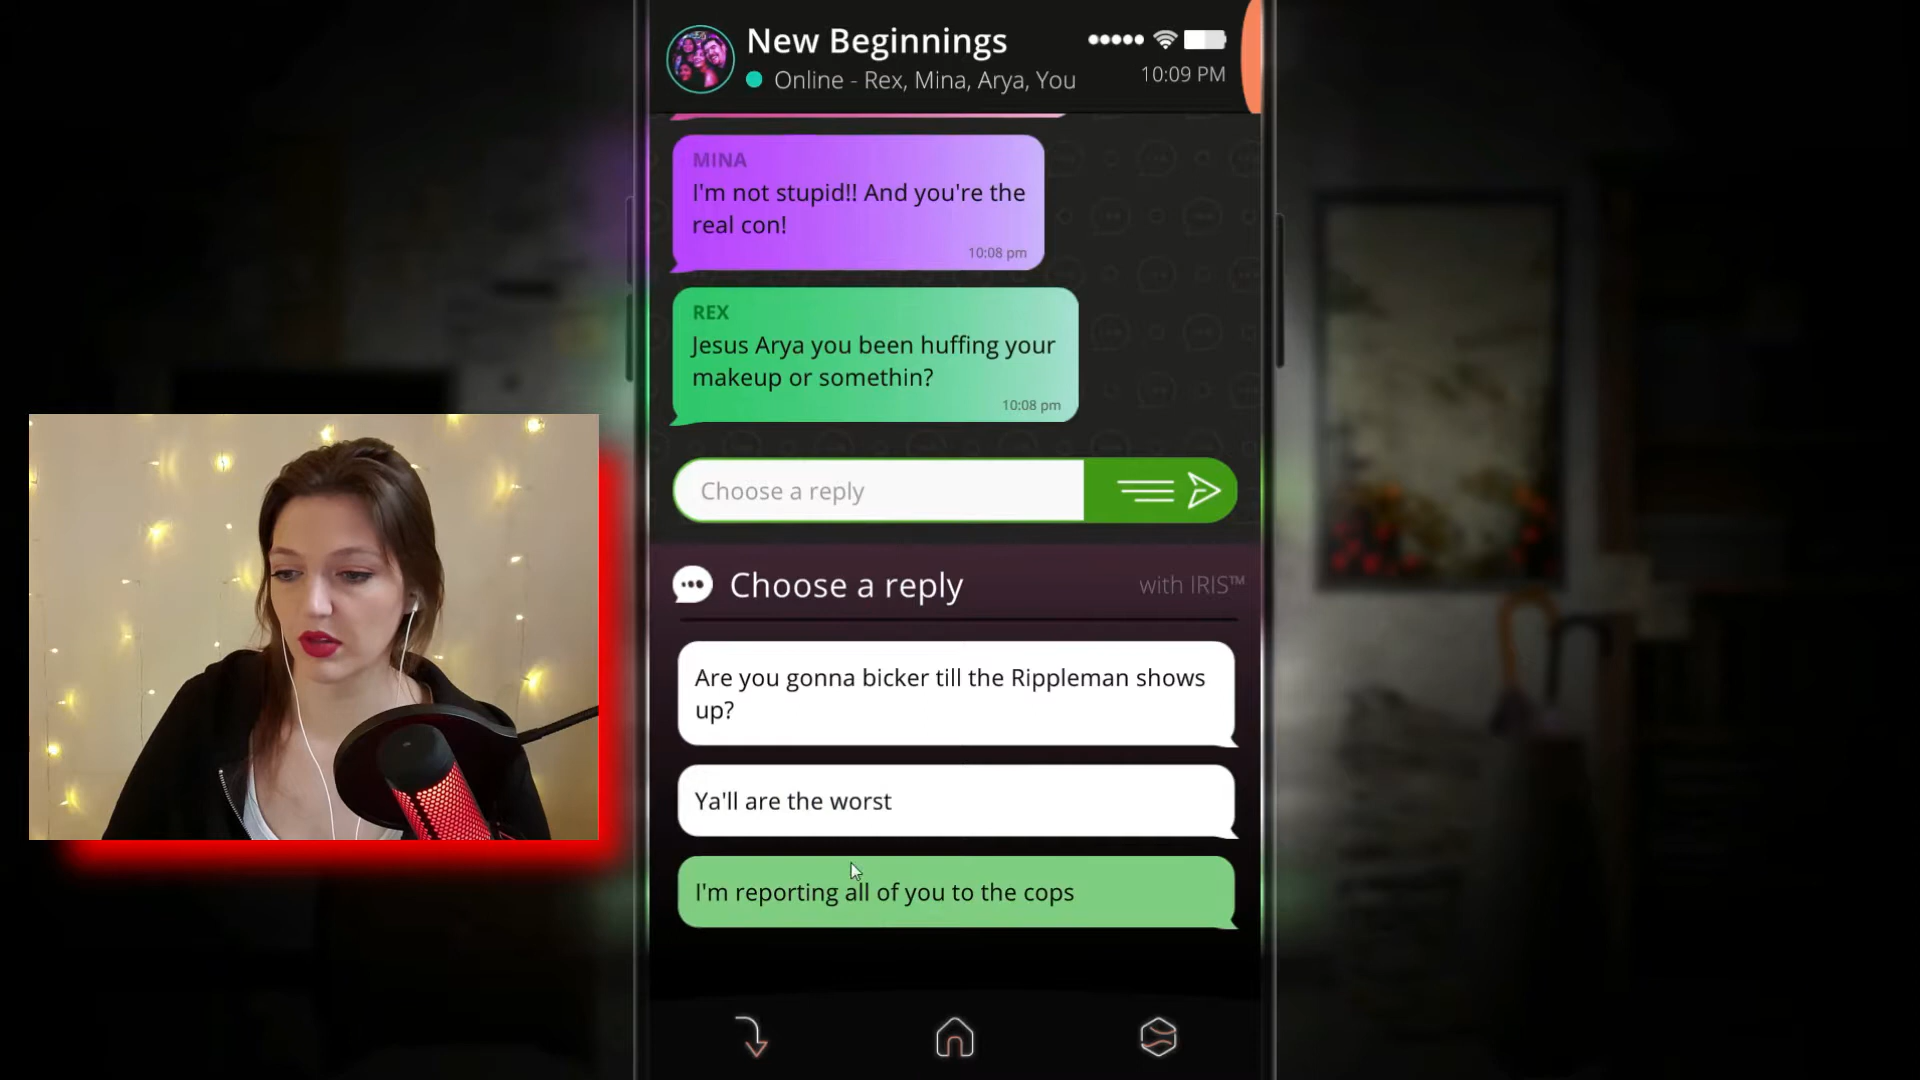 New Beginnings
Online - Rex, Mina, Arya, You
10:09 PM
MINA
I'm not stupid!! And you're the
real con!
10:08 pm
REX
Jesus Arya you been huffing your
makeup or somethin?
10:08 pm
Choose a reply
Choose a reply
with IRIS™
Are you gonna bicker till the Rippleman shows
up?
Ya'll are the worst
I'm reporting all of you to the cops